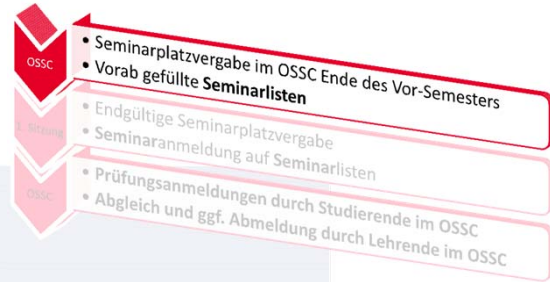 OSSC
• Seminarplatzvergabe im OSSC Ende des Vor-Semesters
• Vorab gefüllte Seminarlisten
1. Sitzung
• Endgültige Seminarplatzvergabe
• Seminaranmeldung auf Seminarlisten
OSSC
• Prüfungsanmeldungen durch Studierende im OSSC
• Abgleich und ggf. Abmeldung durch Lehrende im OSSC